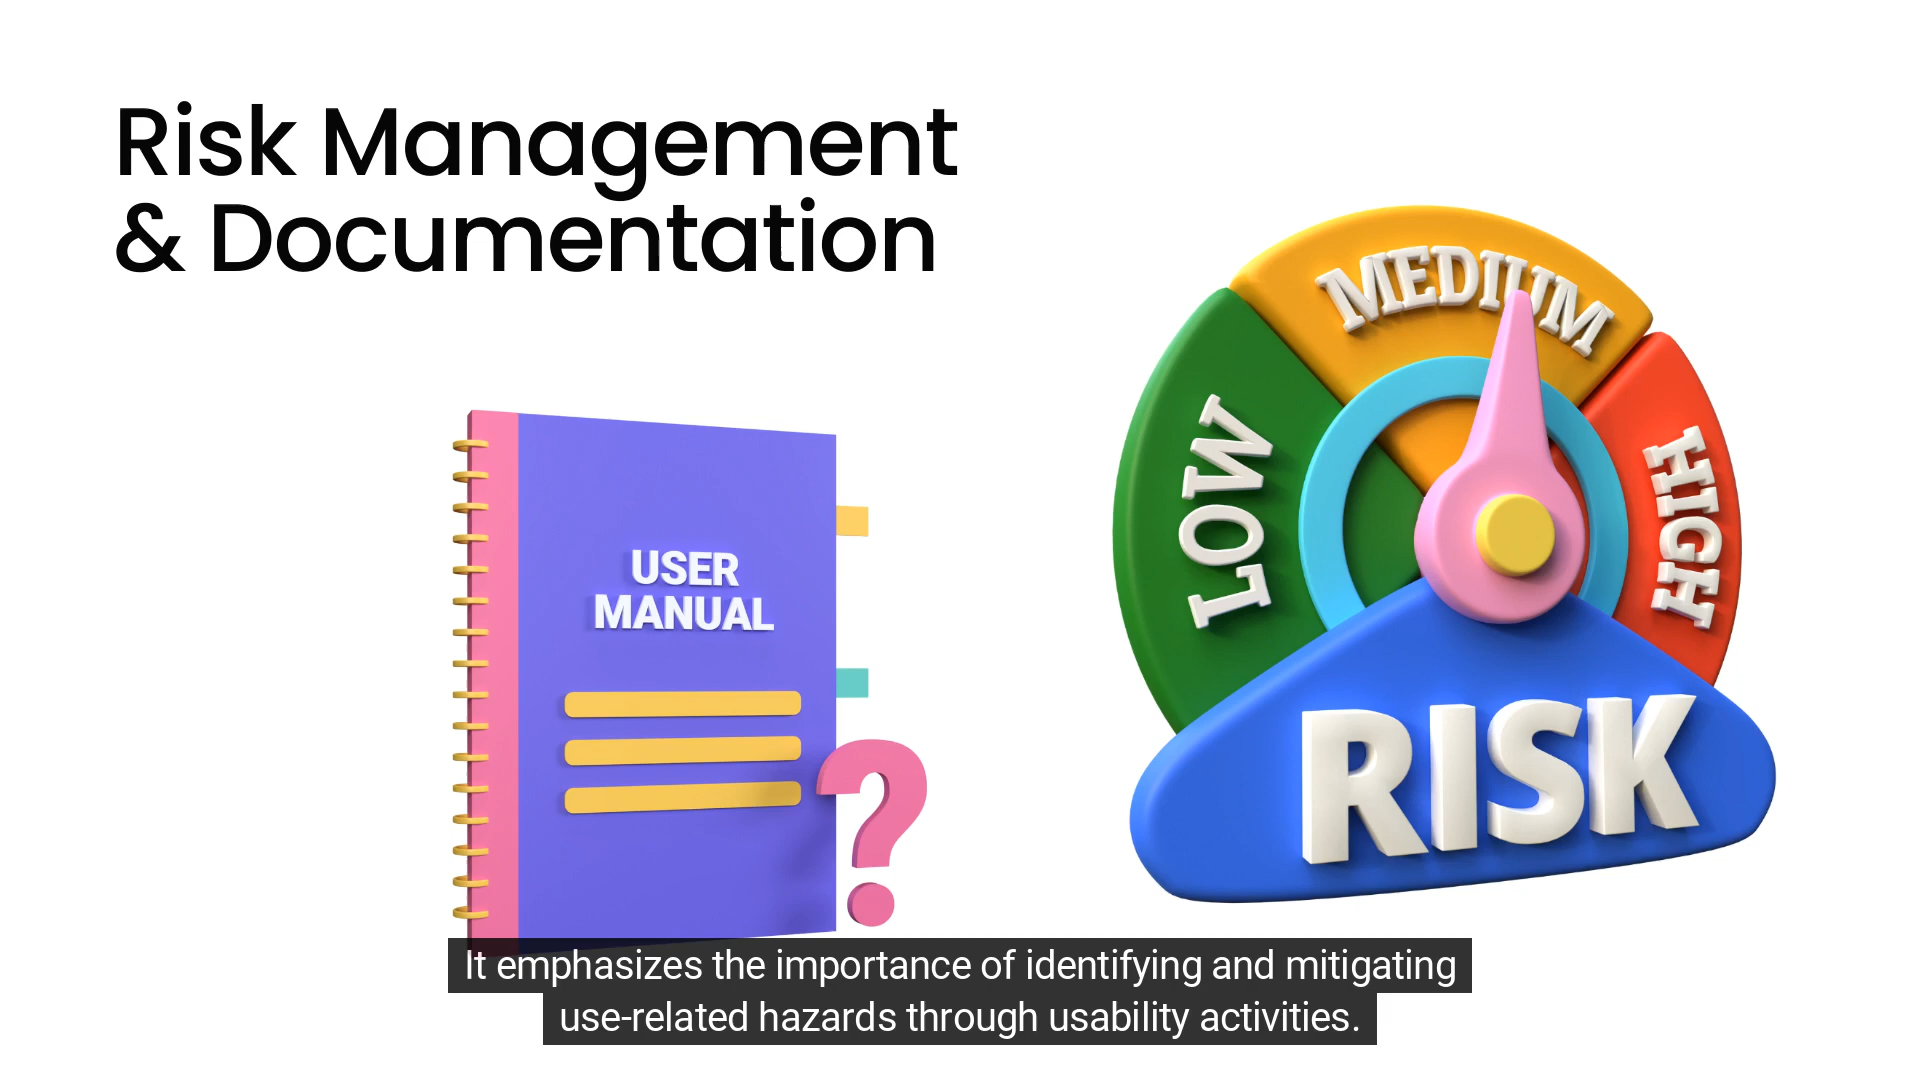 Risk Management
& Documentation
MEDIUM
LOW
HIGH
USER
MANUAL
?
RISK
It emphasizes the importance of identifying and mitigating
use-related hazards through usability activities.